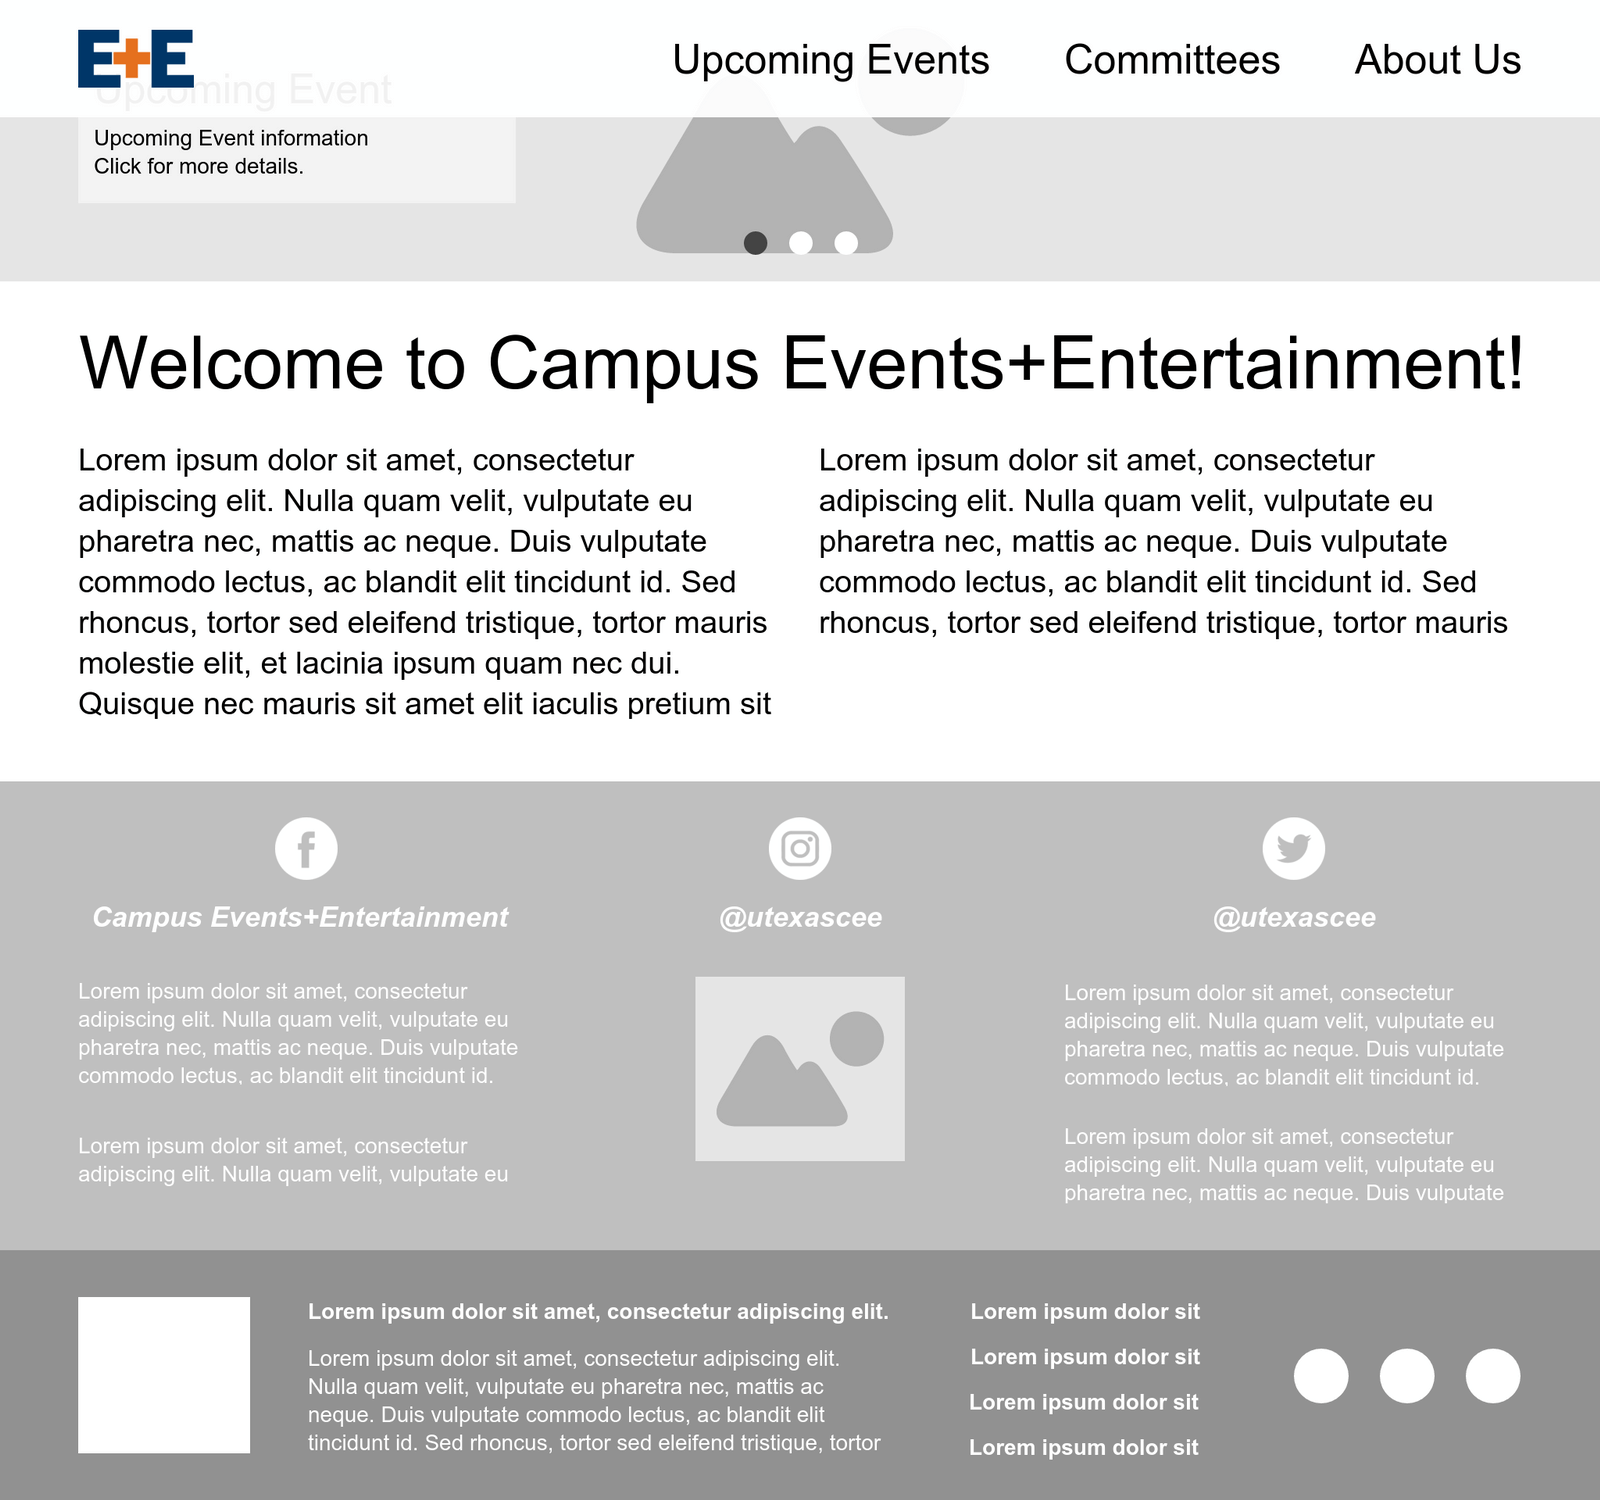 E+E
Upcoming Events
Committees
About Us
Upcoming Event
Upcoming Event information
Click for more details.
Welcome to Campus Events+Entertainment!
Lorem ipsum dolor sit amet, consectetur
adipiscing elit. Nulla quam velit, vulputate eu
pharetra nec, mattis ac neque. Duis vulputate
commodo lectus, ac blandit elit tincidunt id. Sed
rhoncus, tortor sed eleifend tristique, tortor mauris
molestie elit, et lacinia ipsum quam nec dui.
Quisque nec mauris sit amet elit iaculis pretium sit
Lorem ipsum dolor sit amet, consectetur
adipiscing elit. Nulla quam velit, vulputate eu
pharetra nec, mattis ac neque. Duis vulputate
commodo lectus, ac blandit elit tincidunt id. Sed
rhoncus, tortor sed eleifend tristique, tortor mauris
Campus Events+Entertainment
Lorem ipsum dolor sit amet, consectetur
adipiscing elit. Nulla quam velit, vulputate eu
pharetra nec, mattis ac neque. Duis vulputate
commodo lectus, ac blandit elit tincidunt id.
Lorem ipsum dolor sit amet, consectetur
adipiscing elit. Nulla quam velit, vulputate eu
@utexascee
@utexascee
Lorem ipsum dolor sit amet, consectetur
adipiscing elit. Nulla quam velit, vulputate eu
pharetra nec, mattis ac neque. Duis vulputate
commodo lectus, ac blandit elit tincidunt id.
Lorem ipsum dolor sit amet, consectetur
adipiscing elit. Nulla quam velit, vulputate eu
pharetra nec, mattis ac neque. Duis vulputate
Lorem ipsum dolor sit amet, consectetur adipiscing elit.
Lorem ipsum dolor sit amet, consectetur adipiscing elit.
Nulla quam velit, vulputate eu pharetra nec, mattis ac
neque. Duis vulputate commodo lectus, ac blandit elit
tincidunt id. Sed rhoncus, tortor sed eleifend tristique, tortor
Lorem ipsum dolor sit
Lorem ipsum dolor sit
Lorem ipsum dolor sit
Lorem ipsum dolor sit